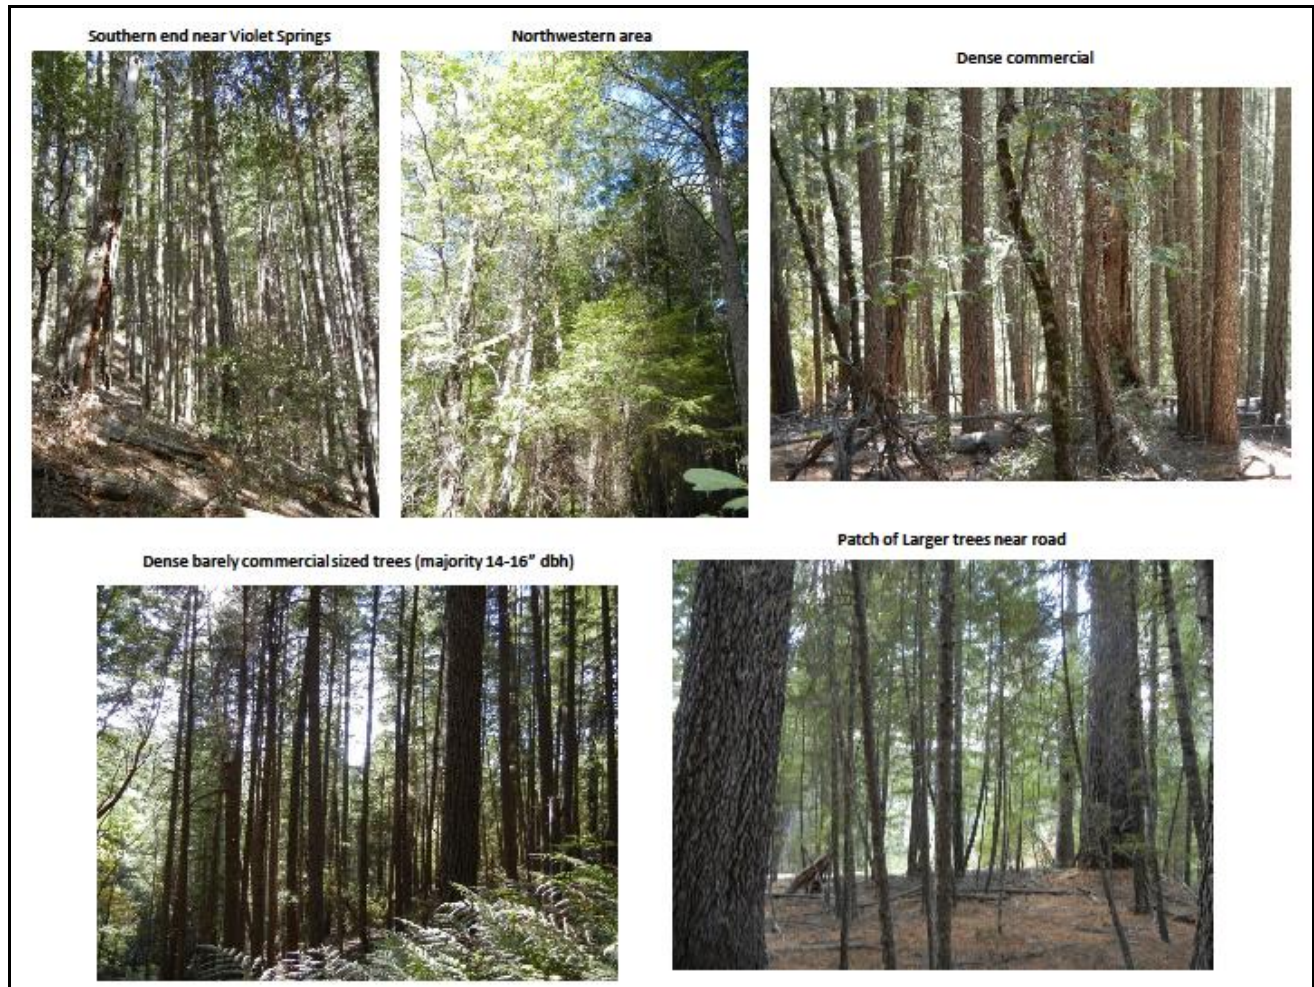 Southern end near Violet Springs
Northwestern area
Dense commercial
Dense barely commercial sized trees (majority 14-16” dbh)
Patch of Larger trees near road